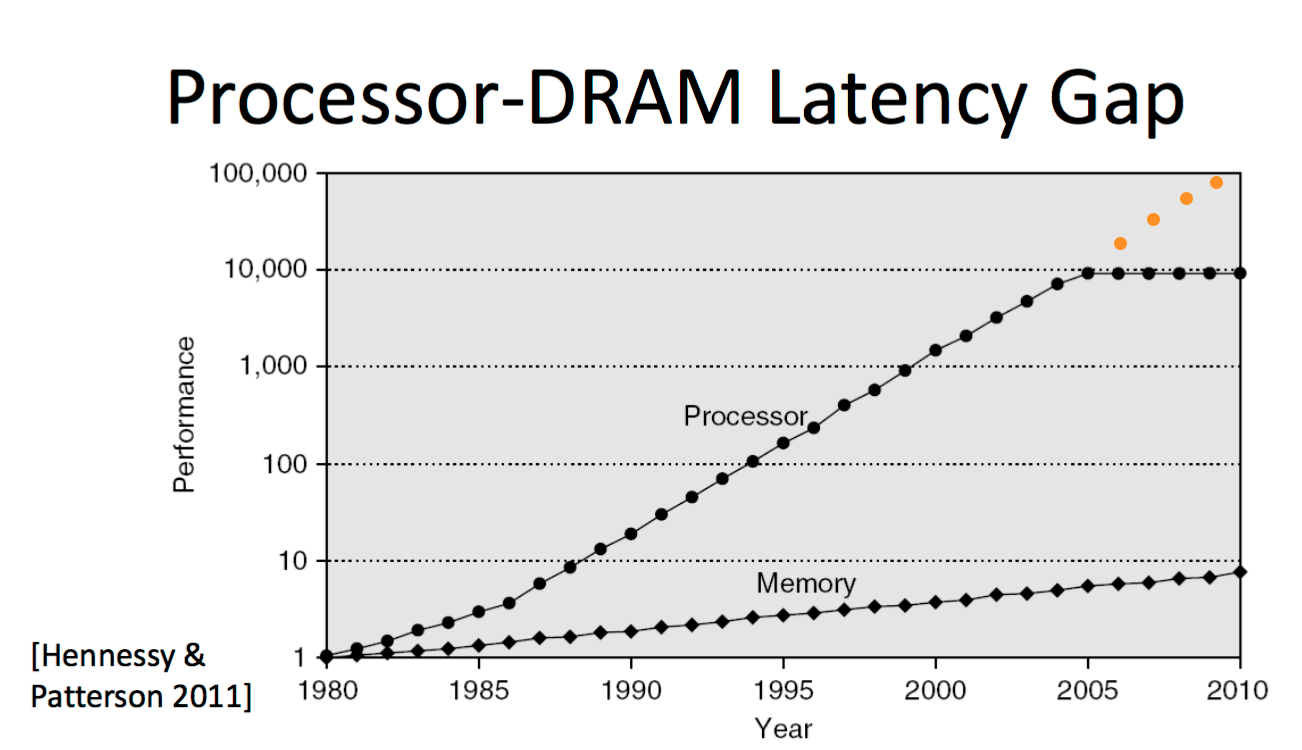 Processor-DRAM Latency Gap
100,000
10,000
1,000
100
10
1
Performance
Processor
Memory
[Hennessy &
Patterson 2011]
1980 1985 1990 1995 2000 2005 2010
Year